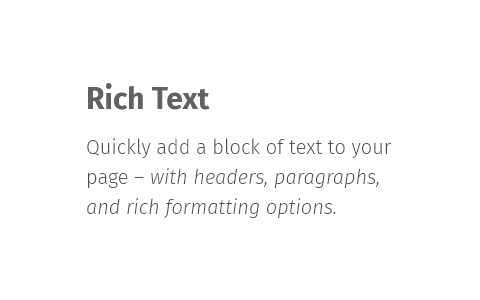 Rich Text
Quickly add a block of text to your
page – with headers, paragraphs,
and rich formatting options.